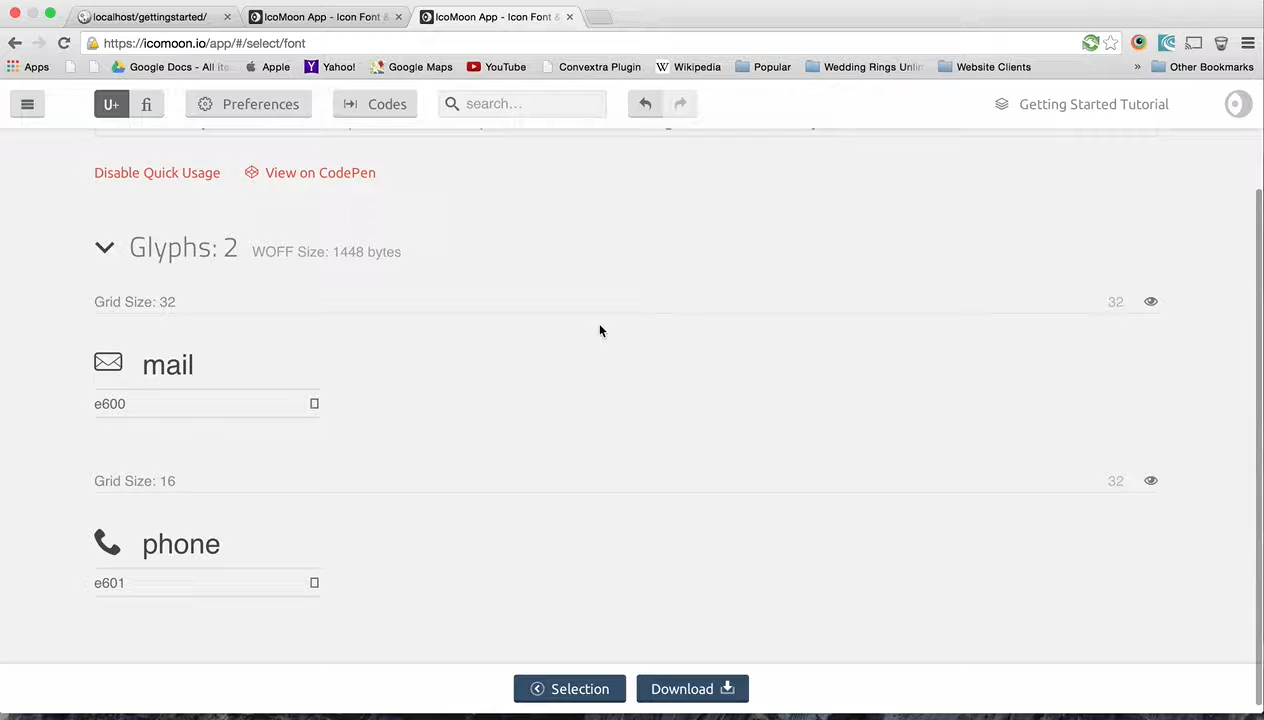 localhost/gettingstarted/
IcoMoon App - Icon Font &
IcoMoon App - Icon Font &
https://icomoon.io/app/#/select/font
Apps
Google Docs - All ite
Apple
Yahoo!
Google Maps
YouTube
Convextra Plugin
Wikipedia
Popular
Wedding Rings Unlin
Website Clients
»
Other Bookmarks
U+
fi
Preferences
Codes
search...
Getting Started Tutorial
Disable Quick Usage
View on CodePen
Glyphs: 2
WOFF Size: 1448 bytes
Grid Size: 32
32
mail
e600
Grid Size: 16
32
phone
e601
Selection
Download